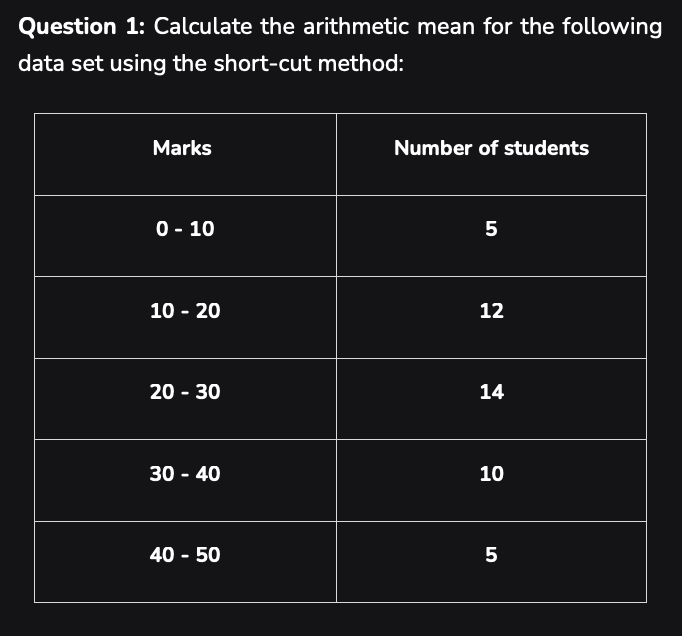 Question 1: Calculate the arithmetic mean for the following
data set using the short-cut method:
Marks Number of students
0 - 10 5
10 - 20 12
20 - 30 14
30 - 40 10
40 - 50 5